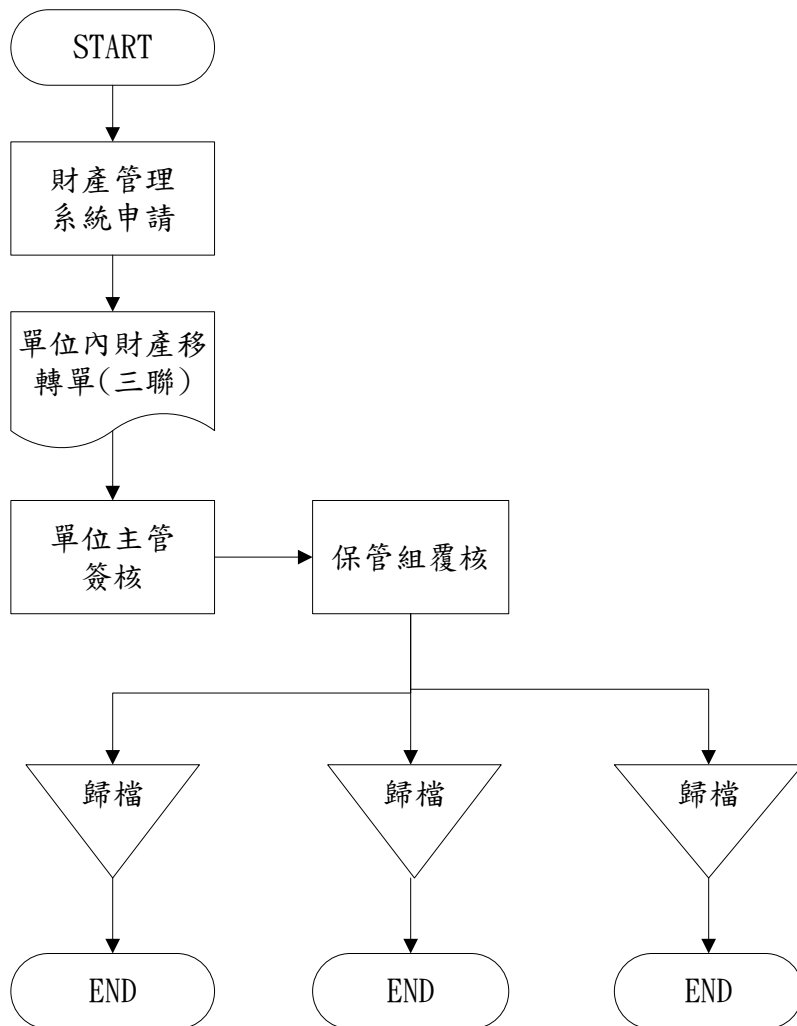 START
財產管理
系統申請
單位內財產移
轉單(三聯)
單位主管
簽核
保管組覆核
歸檔
歸檔
歸檔
END
END
END